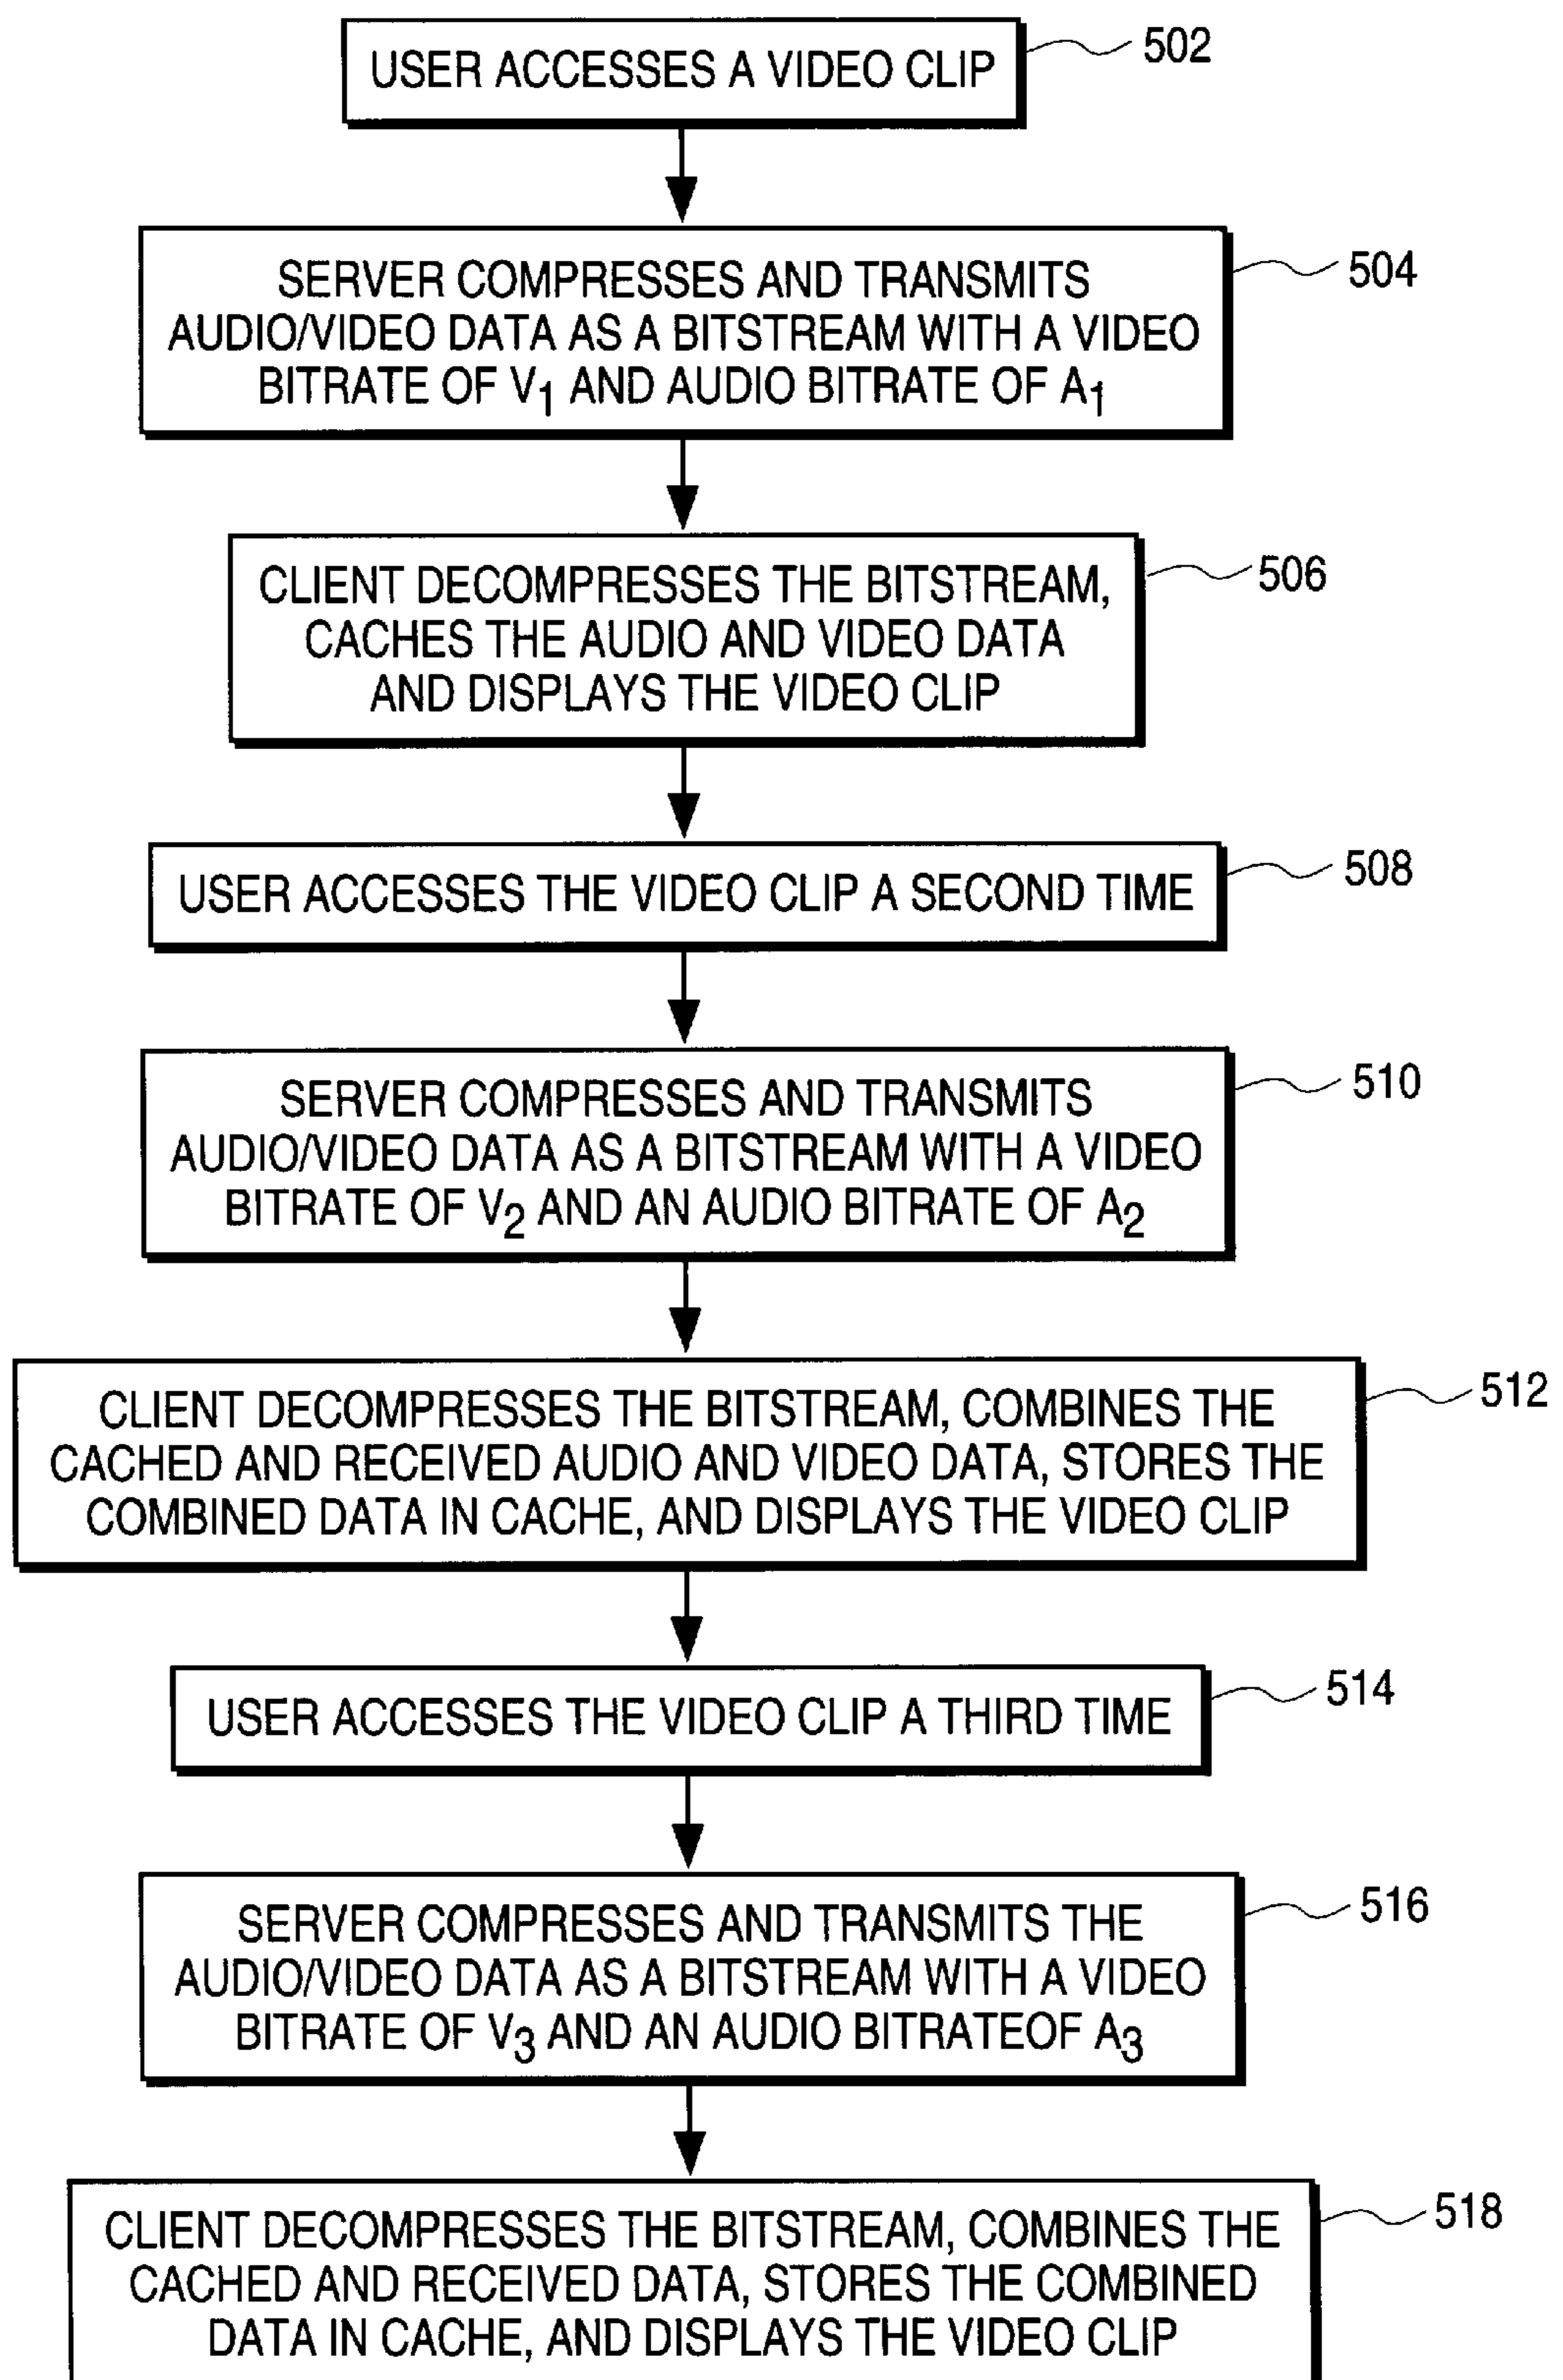 USER ACCESSES A VIDEO CLIP
502
SERVER COMPRESSES AND TRANSMITS
AUDIO/VIDEO DATA AS A BITSTREAM WITH A VIDEO
BITRATE OF V1 AND AUDIO BITRATE OF A1
504
CLIENT DECOMPRESSES THE BITSTREAM,
CACHES THE AUDIO AND VIDEO DATA
AND DISPLAYS THE VIDEO CLIP
506
USER ACCESSES THE VIDEO CLIP A SECOND TIME
508
SERVER COMPRESSES AND TRANSMITS
AUDIO/VIDEO DATA AS A BITSTREAM WITH A VIDEO
BITRATE OF V2 AND AN AUDIO BITRATE OF A2
510
CLIENT DECOMPRESSES THE BITSTREAM, COMBINES THE
CACHED AND RECEIVED AUDIO AND VIDEO DATA, STORES THE
COMBINED DATA IN CACHE, AND DISPLAYS THE VIDEO CLIP
512
USER ACCESSES THE VIDEO CLIP A THIRD TIME
514
SERVER COMPRESSES AND TRANSMITS THE
AUDIO/VIDEO DATA AS A BITSTREAM WITH A VIDEO
BITRATE OF V3 AND AN AUDIO BITRATEOF A3
516
CLIENT DECOMPRESSES THE BITSTREAM, COMBINES THE
CACHED AND RECEIVED DATA, STORES THE COMBINED
DATA IN CACHE, AND DISPLAYS THE VIDEO CLIP
518